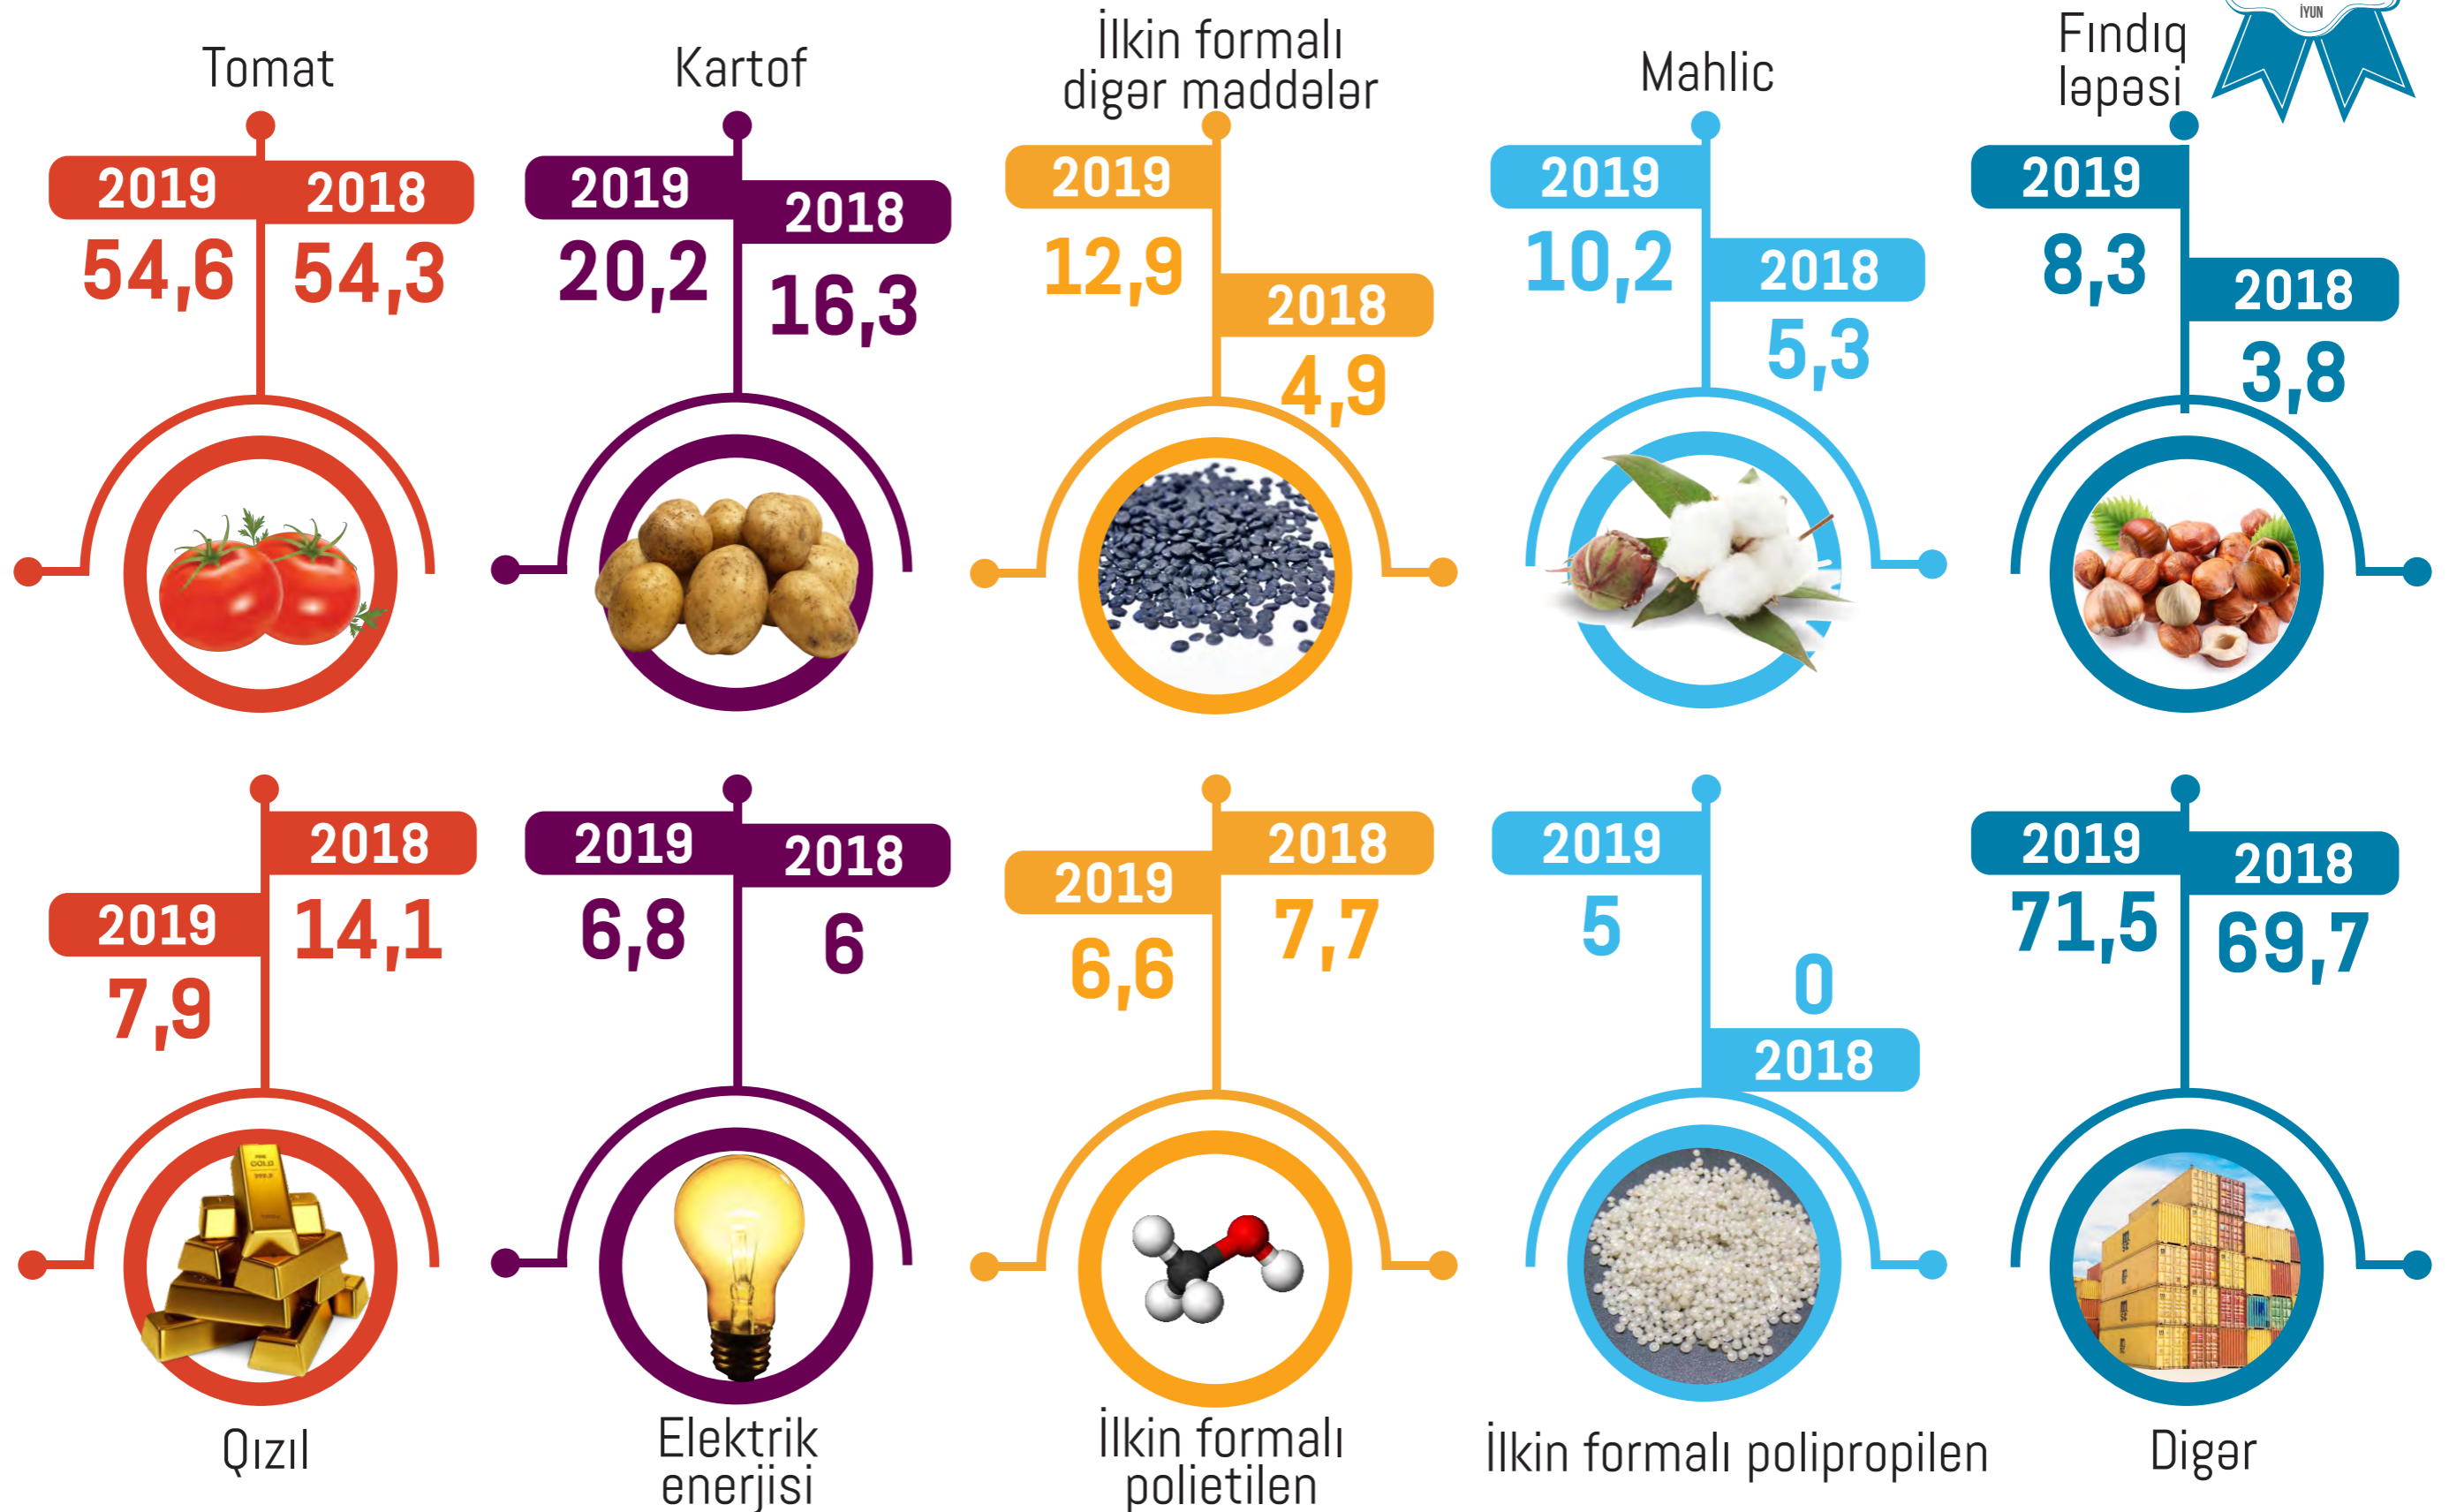 İYUN
Tomat
2019
2018
54,6
54,3
Kartof
2019
2018
20,2
16,3
İlkin formalı
digər maddələr
2019
12,9
2018
4,9
Mahlic
2019
10,2
2018
5,3
Fındıq
ləpəsi
2019
8,3
2018
3,8
2018
14,1
2019
7,9
Qızıl
2019
2018
6,8
6
Elektrik
enerjisi
2018
2019
7,7
6,6
İlkin formalı
polietilen
2019
5
0
2018
İlkin formalı polipropilen
2019
2018
71,5
69,7
Digər